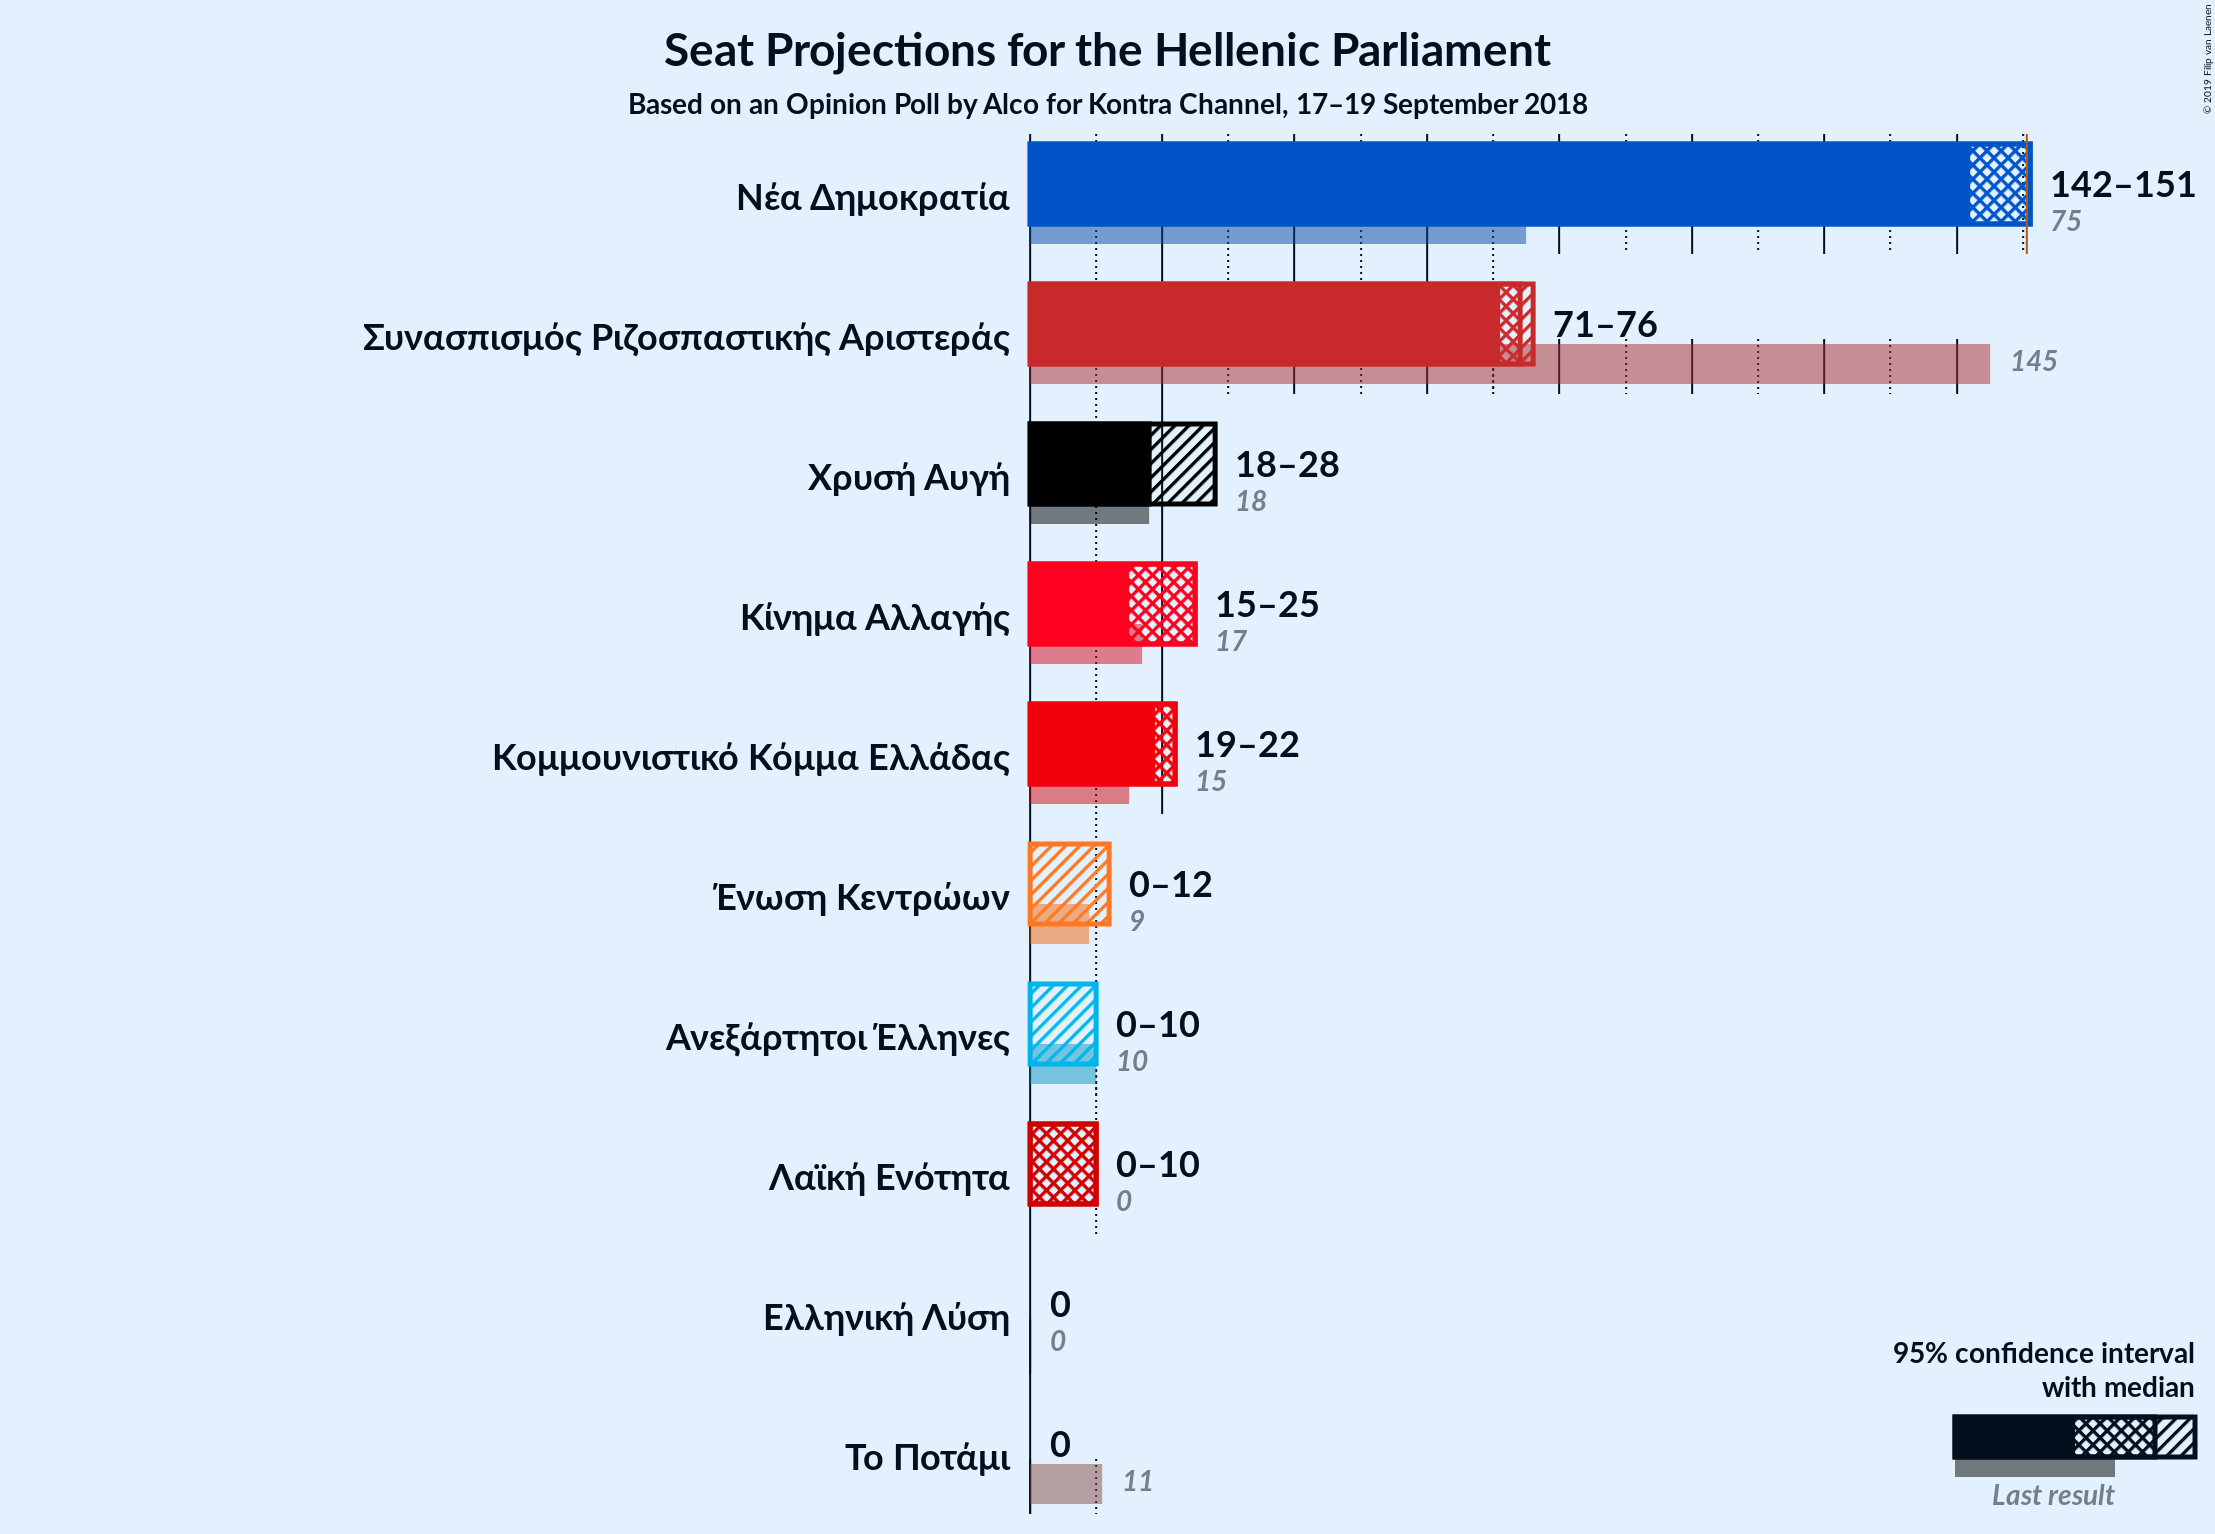 Seat Projections for the Hellenic Parliament
Based on an Opinion Poll by Alco for Kontra Channel, 17–19 September 2018
© 2019 Filip van Laenen
Νέα Δημοκρατία
142–151
75
Συνασπισμός Ριζοσπαστικής Αριστεράς
71–76
145
Χρυσή Αυγή
18–28
18
Κίνημα Αλλαγής
15–25
17
Κομμουνιστικό Κόμμα Ελλάδας
19–22
15
Ένωση Κεντρώων
0–12
9
Ανεξάρτητοι Έλληνες
0–10
10
Λαϊκή Ενότητα
0–10
0
Ελληνική Λύση
0
0
Το Ποτάμι
0
11
95% confidence interval
with median
Last result